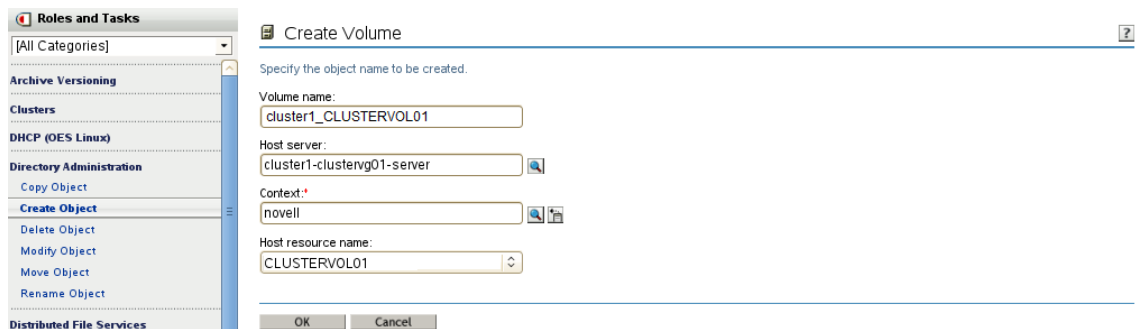 Roles and Tasks
[All Categories]
Archive Versioning
Clusters
DHCP (OES Linux)
Directory Administration
Copy Object
Create Object
Delete Object
Modify Object
Move Object
Rename Object
Distributed File Services
Create Volume
?
Specify the object name to be created.
Volume name:
cluster1_CLUSTERVOL01
Host server:
cluster1-clustervg01-server
Context:*
novell
Host resource name:
CLUSTERVOL01
OK Cancel